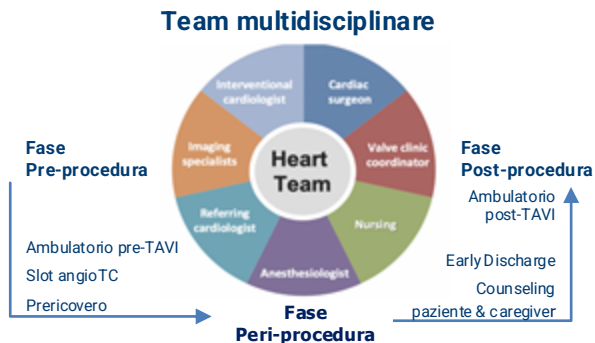 Team multidisciplinare
Interventional
cardiologist
Cardiac
surgeon
Imaging
specialists
Valve clinic
coordinator
Heart
Team
Referring
cardiologist
Nursing
Anesthesiologist
Fase
Pre-procedura
Ambulatorio pre-TAVI
Slot angioTC
Prericovero
Fase
Peri-procedura
Fase
Post-procedura
Ambulatorio
post-TAVI
Early Discharge
Counseling
paziente & caregiver